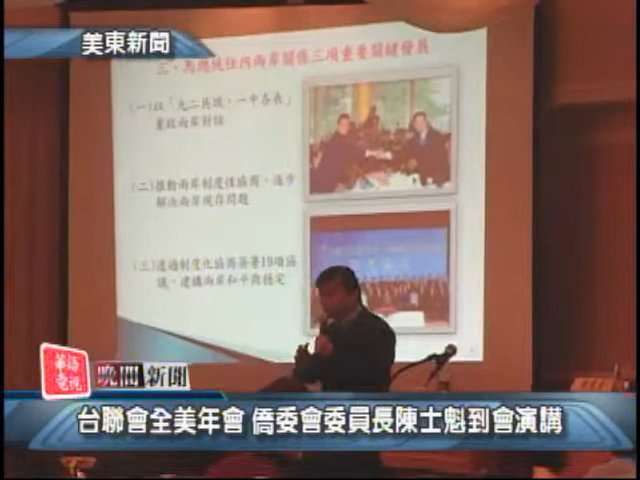 美東新聞
三、馬總統任內兩岸關係三項重要關鍵發展
(一)以「九二共識、一中各表」
重啟兩岸對話
(二)推動兩岸制度性協商,逐步
解決兩岸現存問題
(三)透過制度化協商簽署19項協
議,建構兩岸和平與穩定
華語
電視
晚間新聞
台聯會全美年會 僑委會委員長陳士魁到會演講